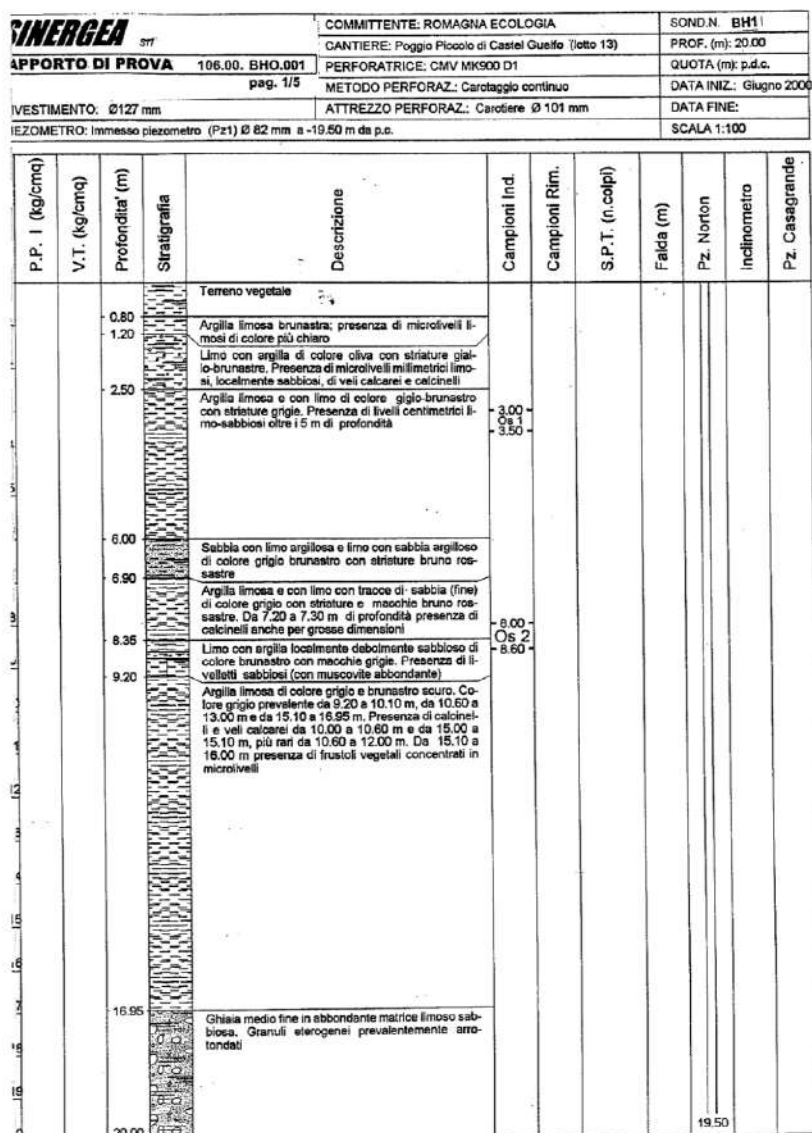 SINERGEA srl
APPORTO DI PROVA 106.00. BHO.001
pag. 1/5
IVESTIMENTO: Ø127 mm
IEZOMETRO: Immesso piezometro (Pz1) Ø 82 mm a -19.50 m da p.c.
COMMITTENTE: ROMAGNA ECOLOGIA
CANTIERE: Poggio Piccolo di Castel Guelfo (lotto 13)
PERFORATRICE: CMV MK900 D1
METODO PERFORAZ.: Carotaggio continuo
ATTREZZO PERFORAZ.: Carotiere Ø 101 mm
SOND.N. BH1
PROF. (m): 20.00
QUOTA (m): p.d.c.
DATA INIZ.: Giugno 2000
DATA FINE:
SCALA 1:100
P.P. I (kg/cmq)
V.T. (kg/cmq)
Profondita' (m)
Stratigrafia
Descrizione
Campioni Ind.
Campioni Rim.
S.P.T. (n.colpi)
Falda (m)
Pz. Norton
Inclinometro
Pz. Casagrande
Terreno vegetale
0.80
Argilla limosa brunastra; presenza di microlivelli li-
mosi di colore più chiaro
1.20
Limo con argilla di colore oliva con striature gial-
lo-brunastre. Presenza di microlivelli millimetrici limo-
si, localmente sabbiosi, di veli calcarei e calcinelli
2.50
Argilla limosa e con limo di colore gigio-brunastro
con striature grigie. Presenza di livelli centimetrici li-
mo-sabbiosi oltre i 5 m di profondità
3.00
Os 1
3.50
6.00
Sabbia con limo argillosa e limo con sabbia argilloso
di colore grigio brunastro con striature bruno ros-
sastre
6.90
Argilla limosa e con limo con tracce di sabbia (fine)
di colore grigio con striature e macchie bruno ros-
sastre. Da 7.20 a 7.30 m di profondità presenza di
calcinelli anche per grosse dimensioni
8.00
Os 2
8.60
8.35
Limo con argilla localmente debolmente sabbioso di
colore brunastro con macchie grigie. Presenza di li-
velletti sabbiosi (con muscovite abbondante)
9.20
Argilla limosa di colore grigio e brunastro scuro. Co-
lore grigio prevalente da 9.20 a 10.10 m, da 10.60 a
13.00 m e da 15.10 a 16.95 m. Presenza di calcinel-
li e veli calcarei da 10.00 a 10.60 m e da 15.00 a
15.10 m, più rari da 10.60 a 12.00 m. Da 15.10 a
16.00 m presenza di frustoli vegetali concentrati in
microlivelli
16.95
Ghiaia medio fine in abbondante matrice limoso sab-
biosa. Granuli eterogenei prevalentemente arro-
tondati
19.50
20.00